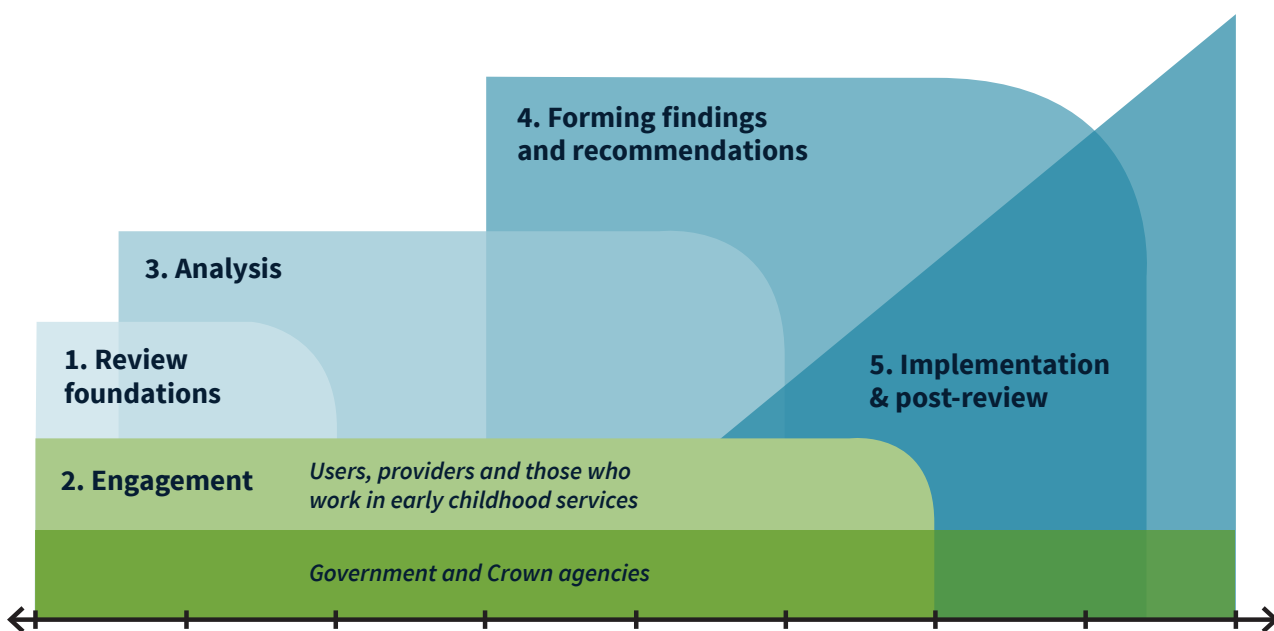 4. Forming findings
and recommendations
3. Analysis
1. Review
foundations
5. Implementation
& post-review
2. Engagement
Users, providers and those who
work in early childhood services
Government and Crown agencies